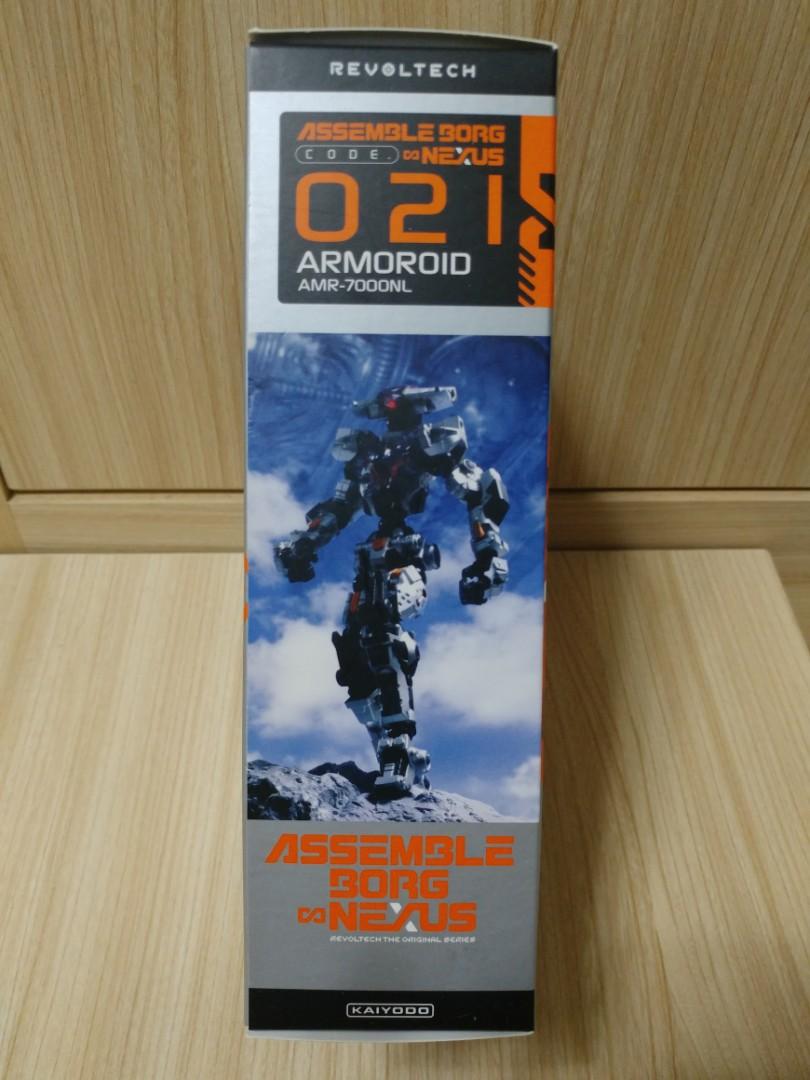 REVOLTECH
ASSEMBLE BORG
CODE. ∞ NEXUS
021
ARMOROID
AMR-7000NL
ASSEMBLE
BORG
∞ NEXUS
REVOLTECH THE ORIGINAL SERIES
KAIYODO